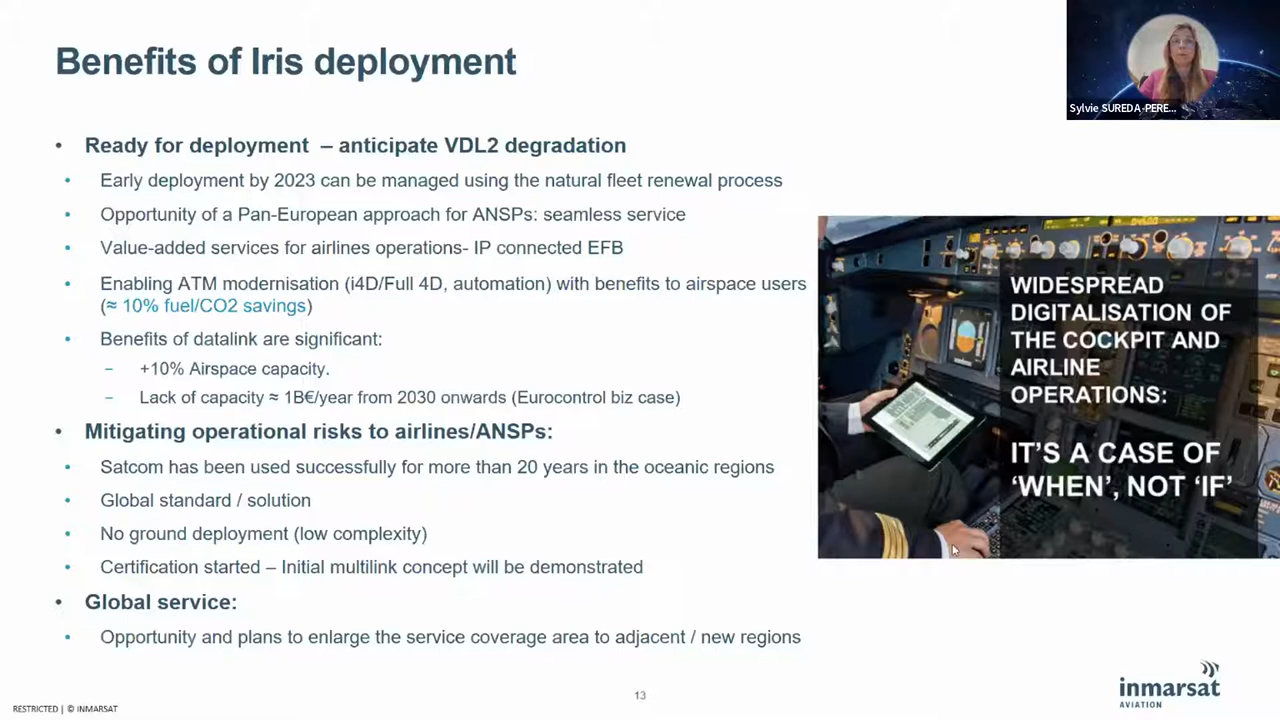 Benefits of Iris deployment
Sylvie SUREDA-PERE...
• Ready for deployment – anticipate VDL2 degradation
• Early deployment by 2023 can be managed using the natural fleet renewal process
• Opportunity of a Pan-European approach for ANSPs: seamless service
• Value-added services for airlines operations- IP connected EFB
• Enabling ATM modernisation (i4D/Full 4D, automation) with benefits to airspace users
(≈ 10% fuel/CO2 savings)
• Benefits of datalink are significant:
− +10% Airspace capacity.
− Lack of capacity ≈ 1B€/year from 2030 onwards (Eurocontrol biz case)
• Mitigating operational risks to airlines/ANSPs:
• Satcom has been used successfully for more than 20 years in the oceanic regions
• Global standard / solution
• No ground deployment (low complexity)
• Certification started – Initial multilink concept will be demonstrated
• Global service:
• Opportunity and plans to enlarge the service coverage area to adjacent / new regions
WIDESPREAD
DIGITALISATION OF
THE COCKPIT AND
AIRLINE
OPERATIONS:
IT'S A CASE OF
'WHEN', NOT 'IF'
13
RESTRICTED | © INMARSAT
inmarsat
AVIATION